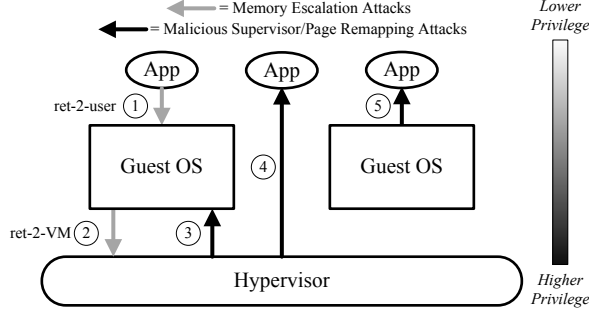 = Memory Escalation Attacks
= Malicious Supervisor/Page Remapping Attacks
Lower
Privilege
App
App
App
ret-2-user
1
5
Guest OS
4
Guest OS
ret-2-VM
2
3
Hypervisor
Higher
Privilege